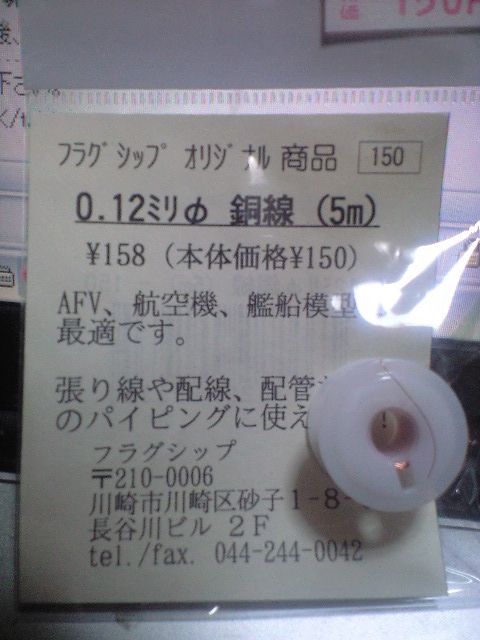 ﾌﾗｸﾞｼｯﾌﾟ ｵﾘｼﾞﾅﾙ 商品 150
0.12ﾐﾘφ 銅線 (5m)
¥158 (本体価格¥150)
AFV、航空機、艦船模型
最適です。
張り線や配線、配管
のパイピングに使え
フラグシップ
〒210-0006
川崎市川崎区砂子1-8-
長谷川ビル 2F
tel./fax. 044-244-0042